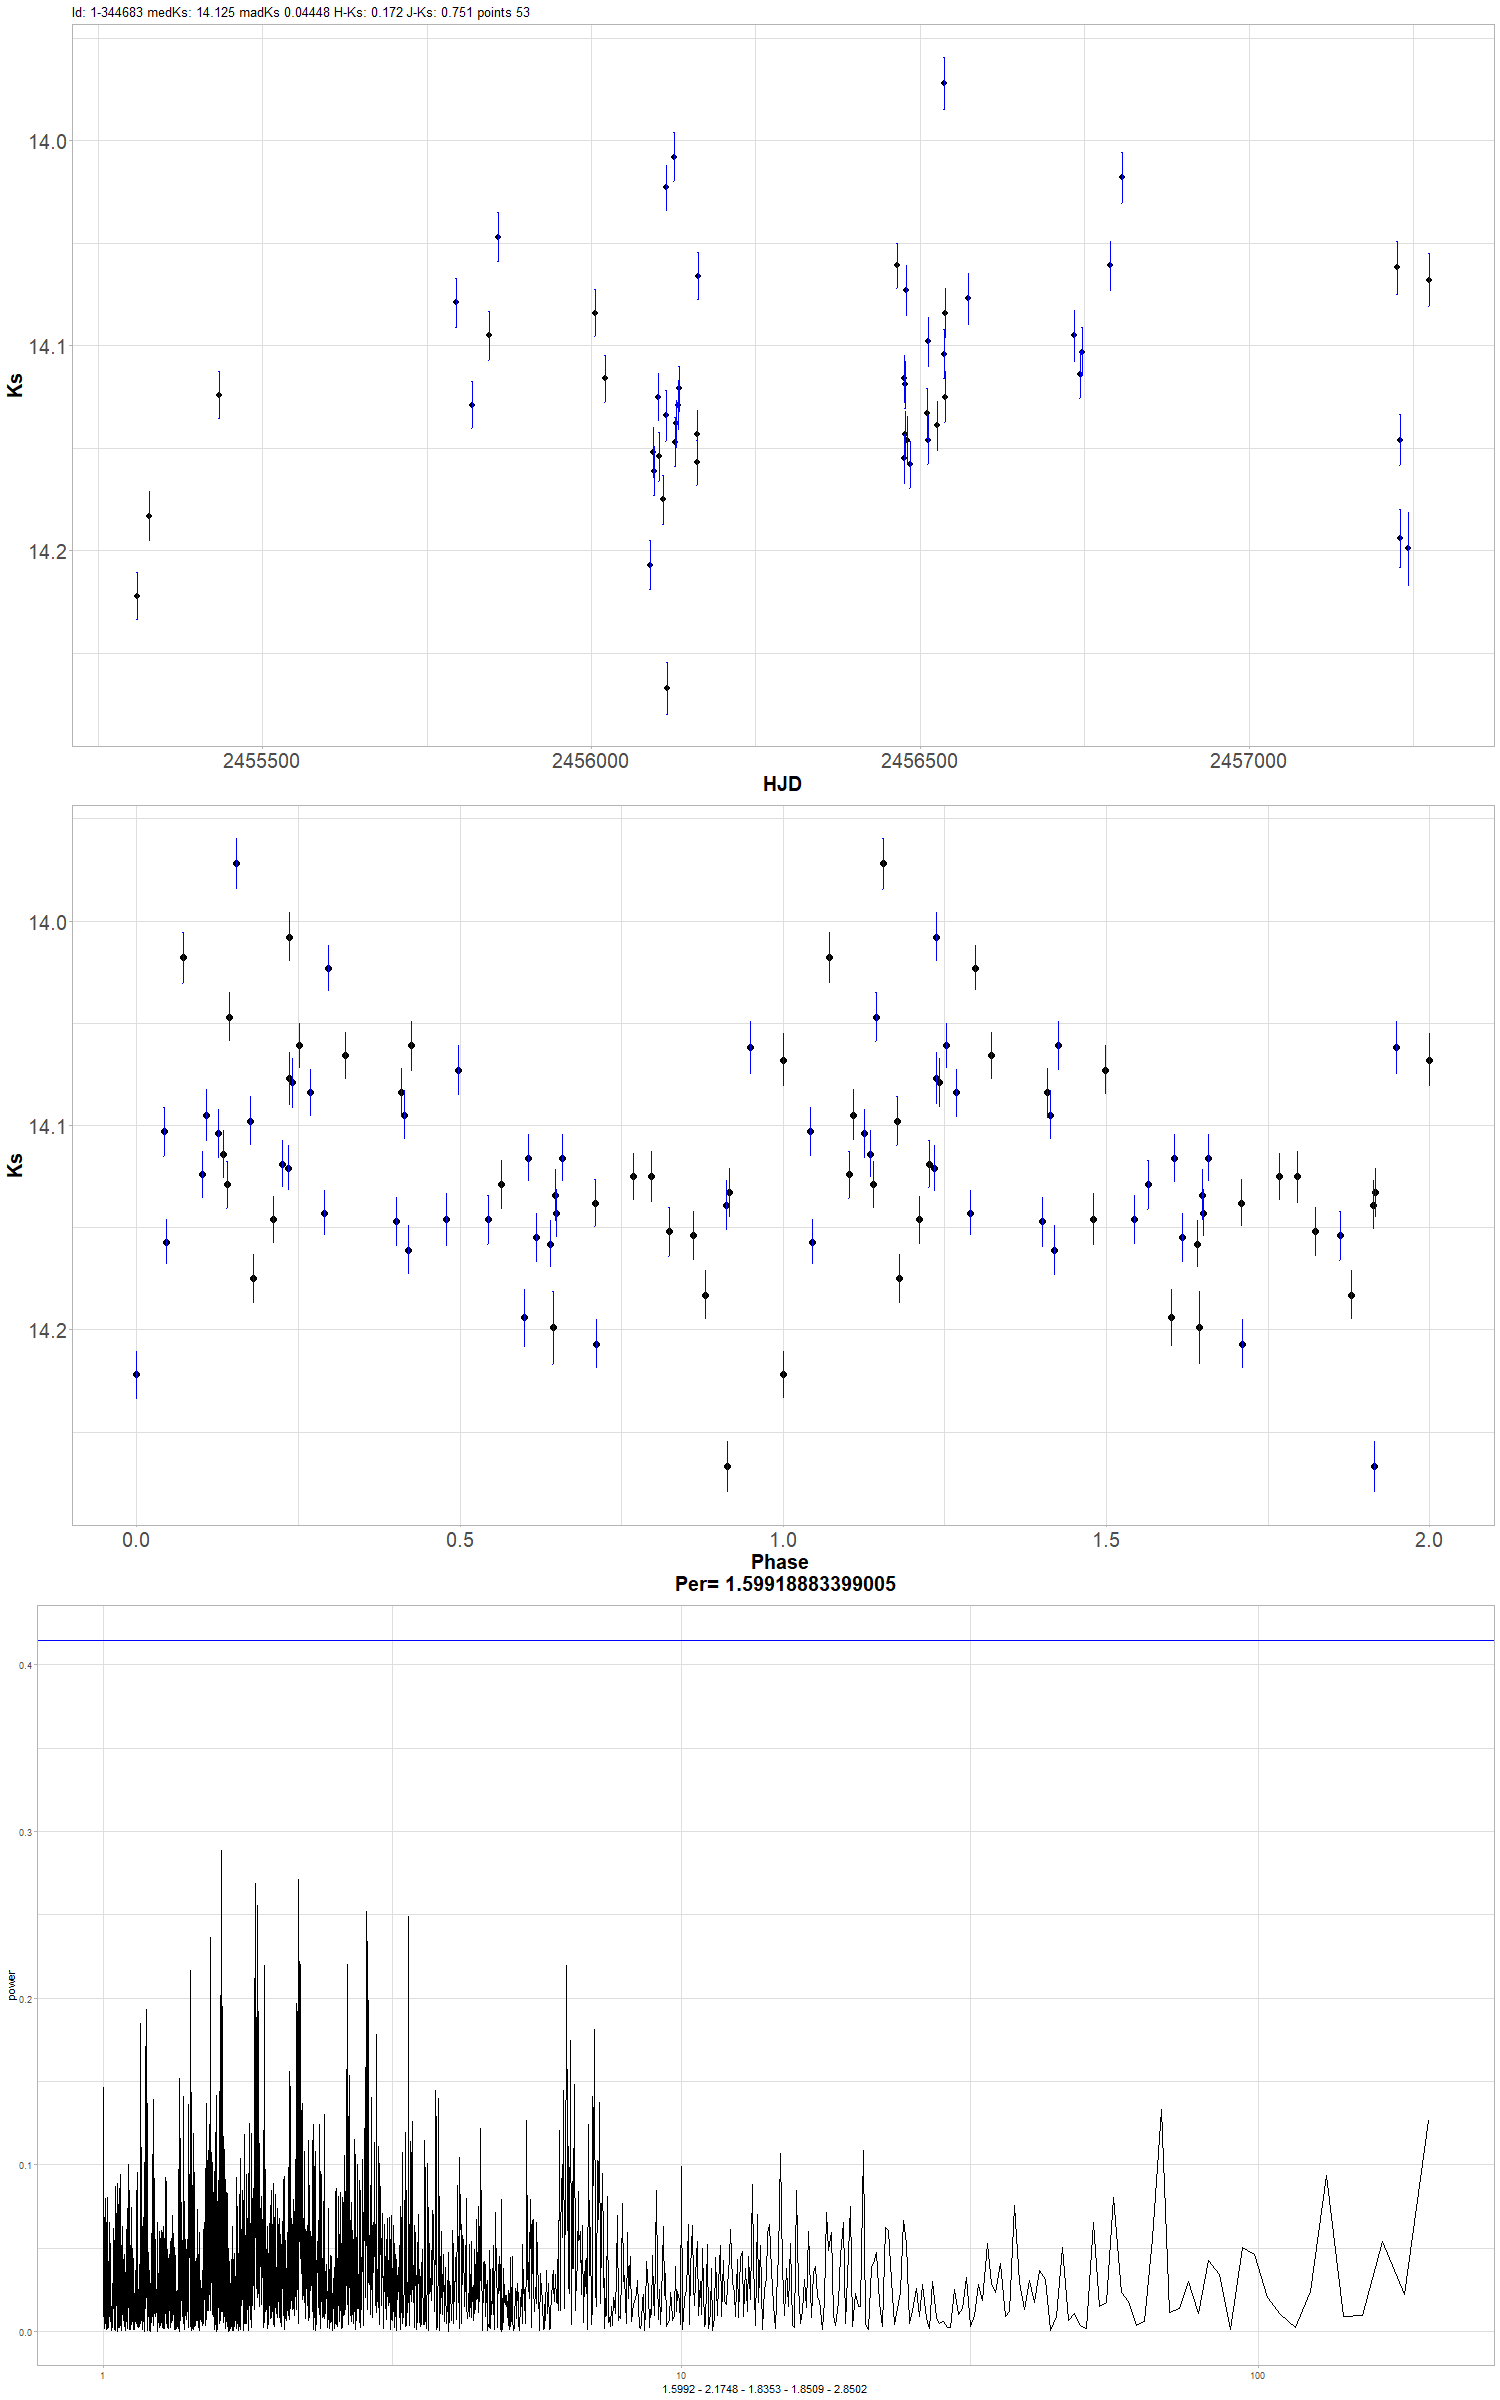 Id: 1-344683 medKs: 14.125 madKs 0.04448 H-Ks: 0.172 J-Ks: 0.751 points 53
14.0
14.1
14.2
Ks
2455500 2456000 2456500 2457000
HJD
14.0
14.1
14.2
Ks
0.0 0.5 1.0 1.5 2.0
Phase
Per= 1.59918883399005
0.4
0.3
0.2
0.1
0.0
power
1 10 100
1.5992 - 2.1748 - 1.8353 - 1.8509 - 2.8502